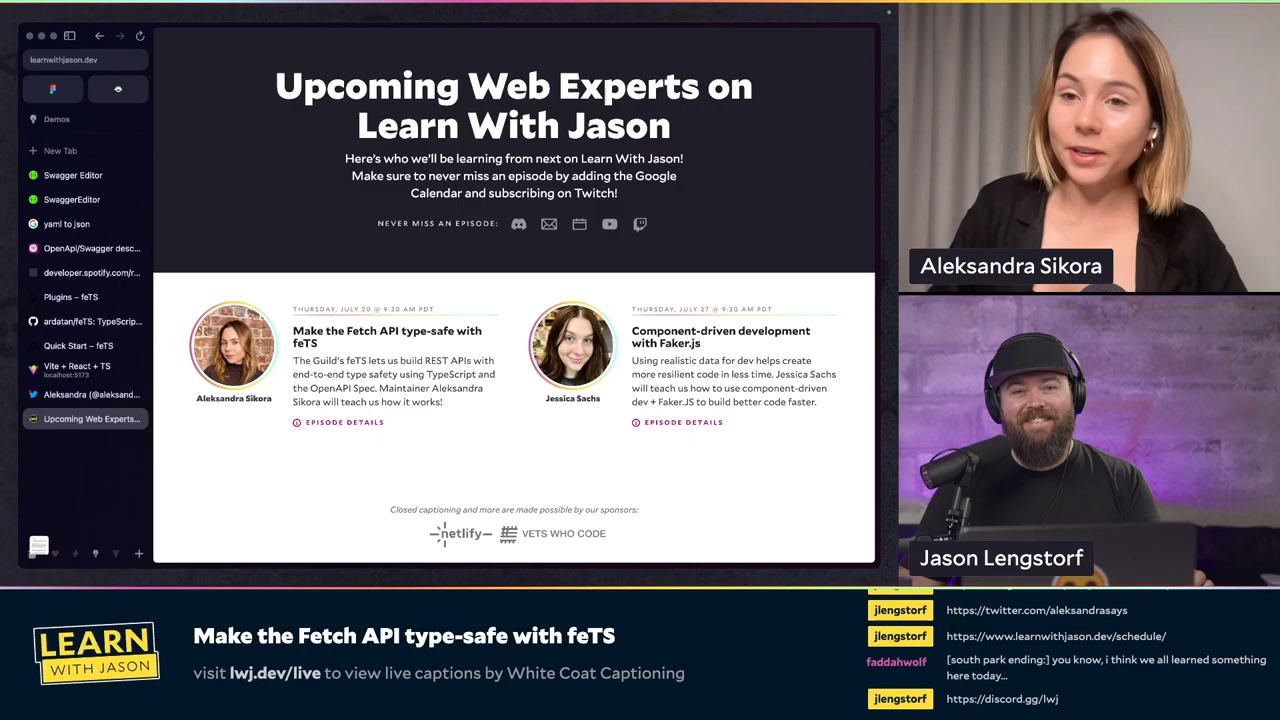 learnwithjason.dev
Demos
New Tab
Swagger Editor
SwaggerEditor
yaml to json
OpenApi/Swagger desc...
developer.spotify.com/r...
Plugins – feTS
ardatan/feTS: TypeScrip...
Quick Start – feTS
Vite + React + TS
localhost:5173
Aleksandra (@aleksand...
Upcoming Web Experts...
Upcoming Web Experts on
Learn With Jason
Here's who we'll be learning from next on Learn With Jason!
Make sure to never miss an episode by adding the Google
Calendar and subscribing on Twitch!
NEVER MISS AN EPISODE:
THURSDAY, JULY 20 @ 9:30 AM PDT
Make the Fetch API type-safe with
feTS
The Guild's feTS lets us build REST APIs with
end-to-end type safety using TypeScript and
the OpenAPI Spec. Maintainer Aleksandra
Sikora will teach us how it works!
Aleksandra Sikora
EPISODE DETAILS
THURSDAY, JULY 27 @ 9:30 AM PDT
Component-driven development
with Faker.js
Using realistic data for dev helps create
more resilient code in less time. Jessica Sachs
will teach us how to use component-driven
dev + Faker.JS to build better code faster.
Jessica Sachs
EPISODE DETAILS
Closed captioning and more are made possible by our sponsors:
netlify
VETS WHO CODE
Aleksandra Sikora
Jason Lengstorf
LEARN
WITH JASON
Make the Fetch API type-safe with feTS
visit lwj.dev/live to view live captions by White Coat Captioning
jlengstorf https://twitter.com/aleksandrasays
jlengstorf https://www.learnwithjason.dev/schedule/
faddahwolf [south park ending:] you know, i think we all learned something
here today...
jlengstorf https://discord.gg/lwj